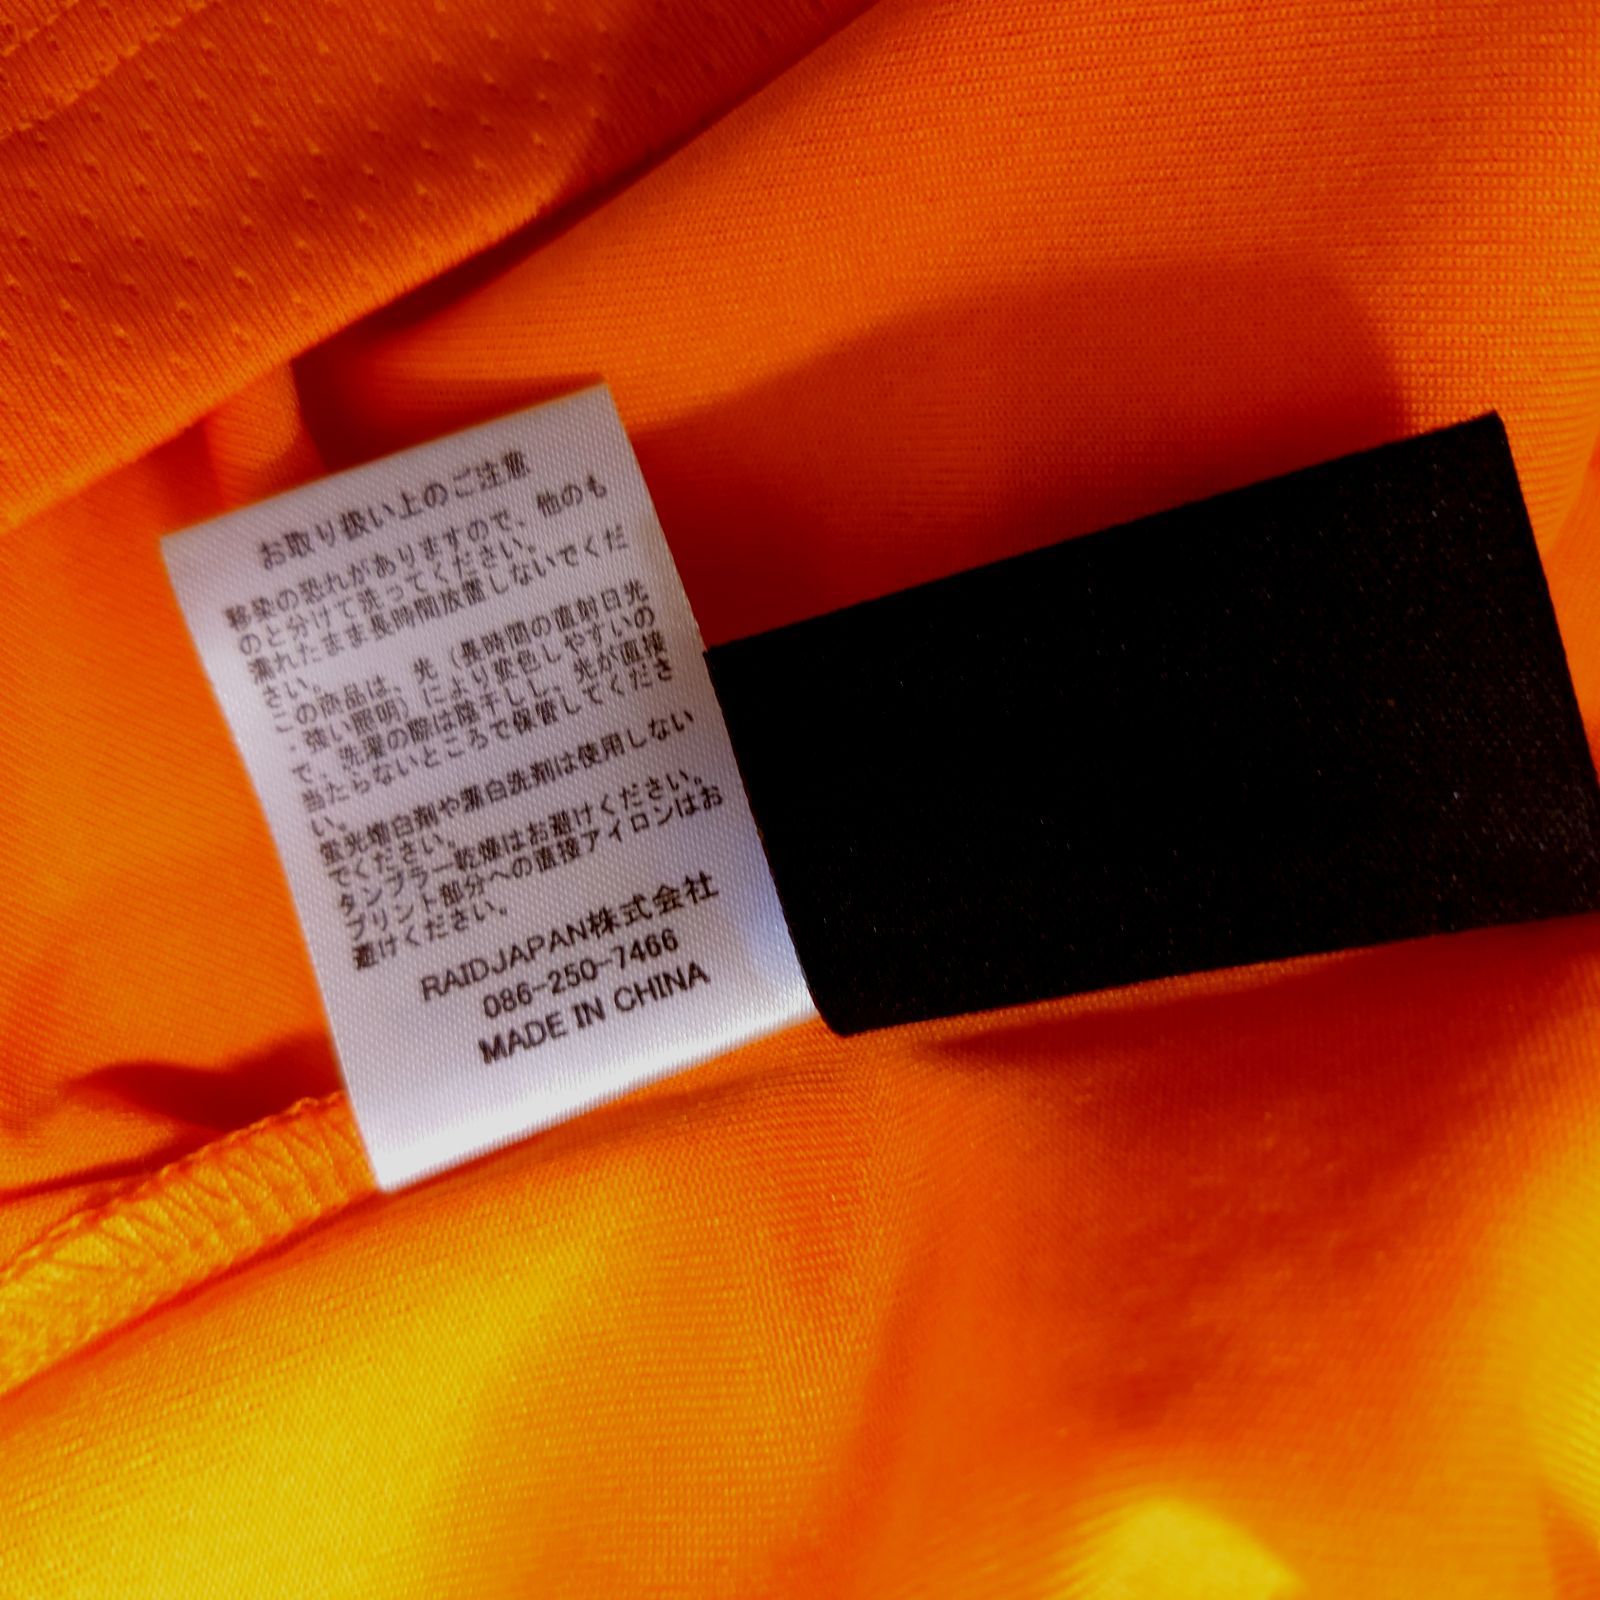 お取り扱い上のご注意
移染の恐れがありますので、他のも
のと分けて洗ってください。
濡れたまま長時間放置しないでくだ
さい。
この商品は、光（長時間の直射日光
・強い照明）により変色しやすいの
で、洗濯の際は陰干しし、光が直接
当たらないところで保管してくださ
い。
蛍光増白剤や漂白洗剤は使用しない
でください。
タンブラー乾燥はお避けください。
プリント部分への直接アイロンはお
避けください。
RAIDJAPAN株式会社
086-250-7466
MADE IN CHINA